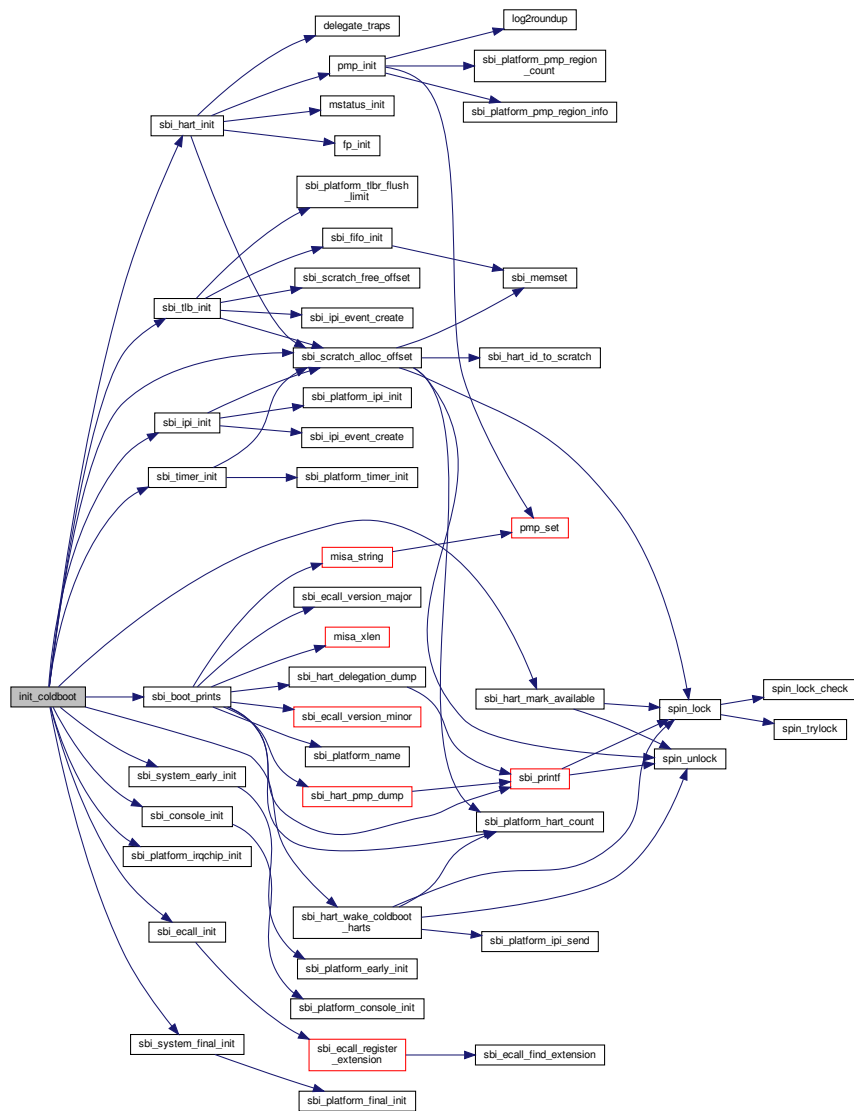 log2roundup
delegate_traps
pmp_init
sbi_platform_pmp_region
_count
mstatus_init
sbi_platform_pmp_region_info
sbi_hart_init
fp_init
sbi_platform_tlbr_flush
_limit
sbi_fifo_init
sbi_scratch_free_offset
sbi_memset
sbi_tlb_init
sbi_ipi_event_create
sbi_scratch_alloc_offset
sbi_hart_id_to_scratch
sbi_platform_ipi_init
sbi_ipi_init
sbi_ipi_event_create
sbi_timer_init
sbi_platform_timer_init
pmp_set
misa_string
sbi_ecall_version_major
misa_xlen
sbi_hart_delegation_dump
init_coldboot
sbi_boot_prints
sbi_hart_mark_available
spin_lock
spin_lock_check
sbi_ecall_version_minor
spin_trylock
sbi_platform_name
spin_unlock
sbi_system_early_init
sbi_printf
sbi_hart_pmp_dump
sbi_console_init
sbi_platform_hart_count
sbi_platform_irqchip_init
sbi_hart_wake_coldboot
_harts
sbi_ecall_init
sbi_platform_ipi_send
sbi_platform_early_init
sbi_platform_console_init
sbi_system_final_init
sbi_ecall_register
_extension
sbi_ecall_find_extension
sbi_platform_final_init